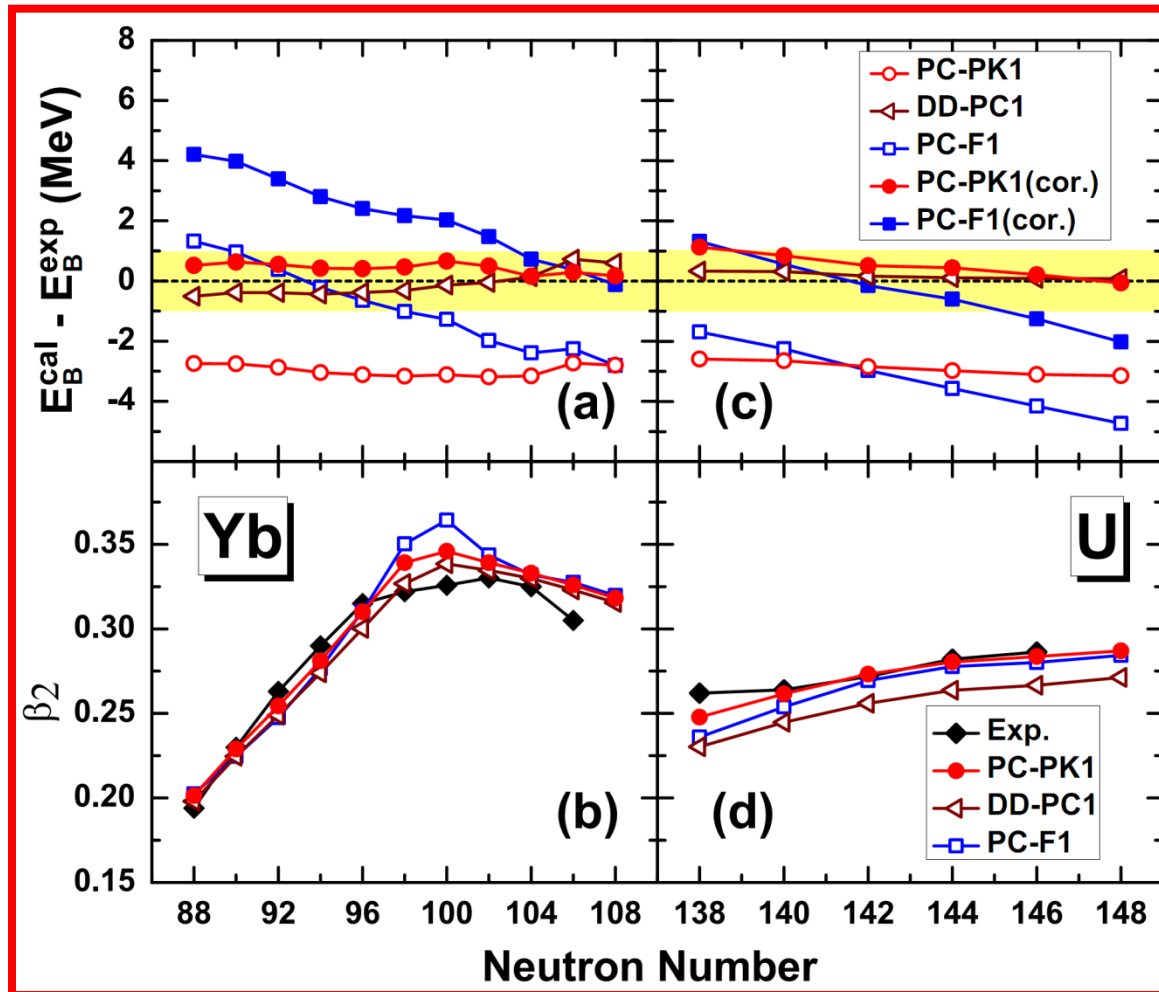 8
6
4
2
0
-2
-4
E_B^cal - E_B^exp (MeV)
(a)
PC-PK1
DD-PC1
PC-F1
PC-PK1(cor.)
PC-F1(cor.)
(c)
Yb
0.35
0.30
0.25
0.20
0.15
β2
(b)
U
Exp.
PC-PK1
DD-PC1
PC-F1
(d)
88 92 96 100 104 108
138 140 142 144 146 148
Neutron Number